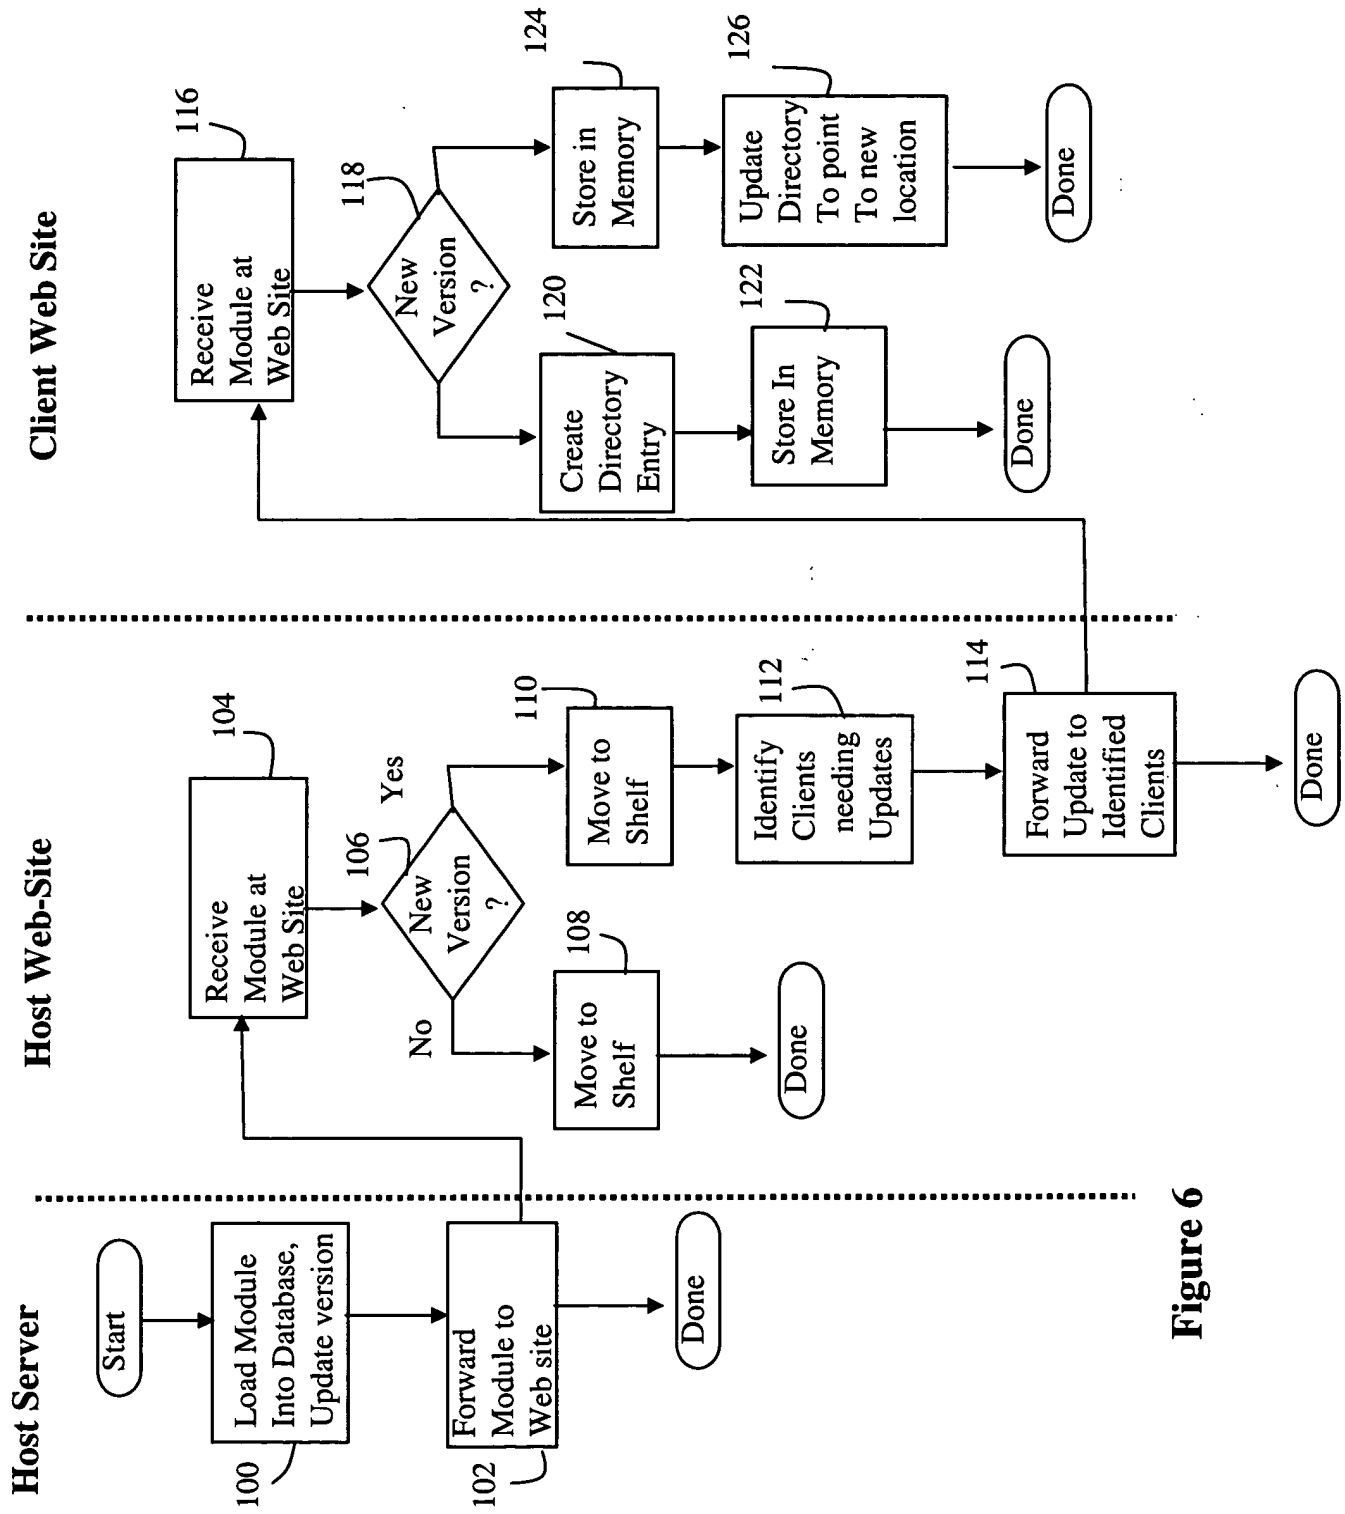 Host Server
Host Web-Site
Client Web Site
Start
Load Module
Into Database,
Update version
100
Forward
Module to
Web site
102
Done
Receive
Module at
Web Site
104
New
Version
?
106
No
Yes
Move to
Shelf
108
Done
Move to
Shelf
110
Identify
Clients
needing
Updates
112
Forward
Update to
Identified
Clients
114
Done
Receive
Module at
Web Site
116
New
Version
?
118
Create
Directory
Entry
120
Store In
Memory
122
Done
Store in
Memory
124
Update
Directory
To point
To new
location
126
Done
Figure 6